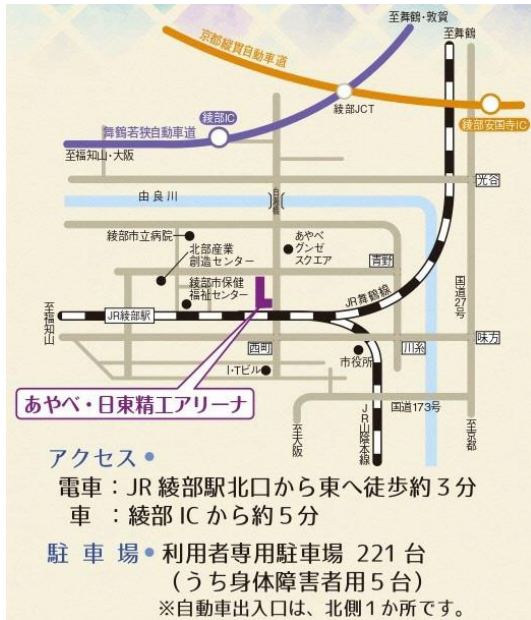 至舞鶴・敦賀
至舞鶴
京都縦貫自動車道
綾部JCT
綾部IC
綾部安国寺IC
舞鶴若狭自動車道
至福知山・大阪
光谷
由良川
白瀬橋
綾部市立病院
あやべ
グンゼ
スクエア
北部産業
創造センター
青野
綾部市保健
福祉センター
JR舞鶴線
国道27号
至福知山
JR綾部駅
味方
西町
川糸
市役所
I・Tビル
あやべ・日東精工アリーナ
国道173号
至大阪
JR山陰本線
至京都
アクセス
電車：JR綾部駅北口から東へ徒歩約3分
車　：綾部ICから約5分
駐車場 利用者専用駐車場 221台
（うち身体障害者用5台）
※自動車出入口は、北側1か所です。